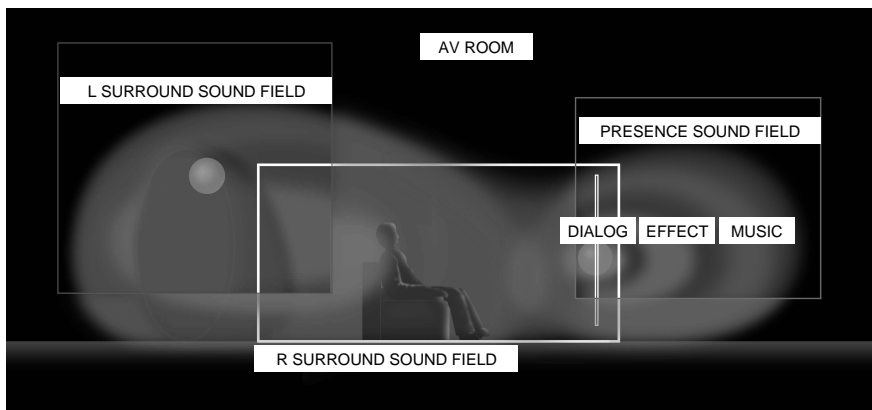 AV ROOM
L SURROUND SOUND FIELD
PRESENCE SOUND FIELD
DIALOG
EFFECT
MUSIC
R SURROUND SOUND FIELD